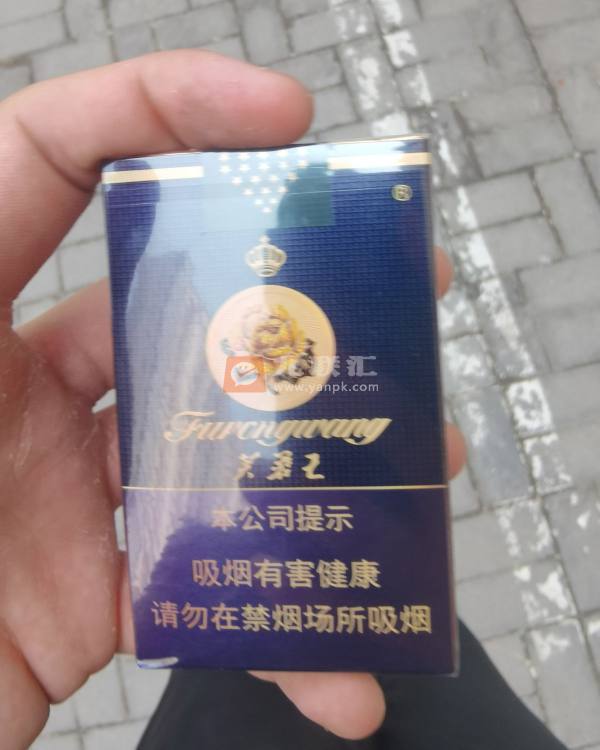 ®
烟联汇
www.yanpk.com
Furongwang
芙蓉王
本公司提示
吸烟有害健康
请勿在禁烟场所吸烟